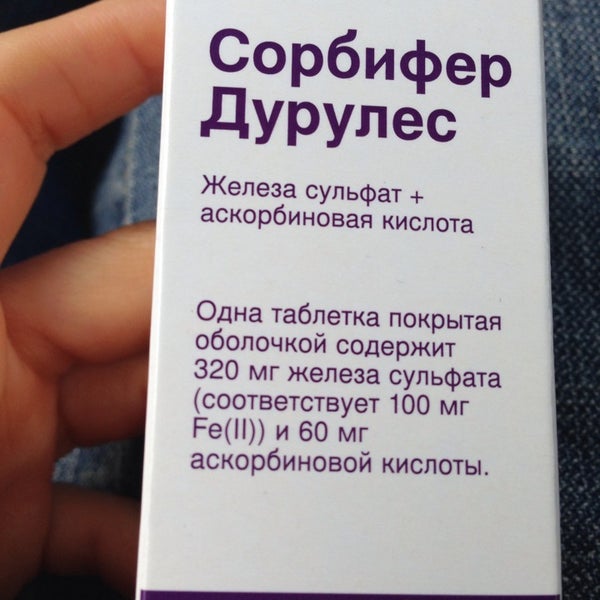 Сорбифер
Дурулес
Железа сульфат +
аскорбиновая кислота
Одна таблетка покрытая
оболочкой содержит
320 мг железа сульфата
(соответствует 100 мг
Fe(II)) и 60 мг
аскорбиновой кислоты.